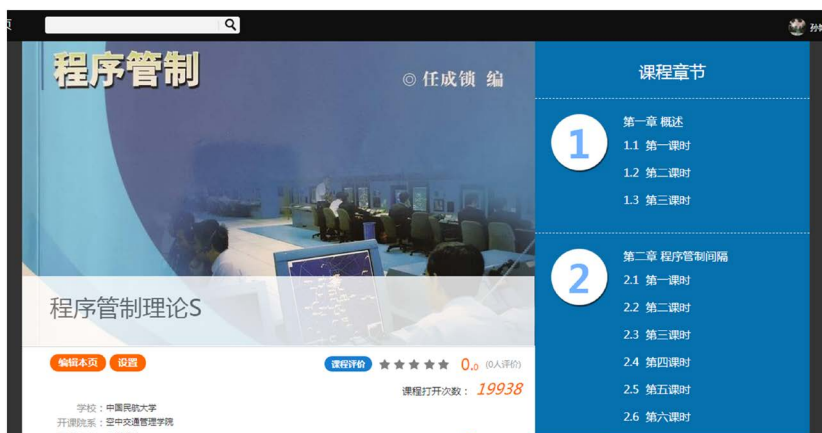 页
孙
程序管制
◎ 任成锁 编
程序管制理论S
编辑本页 设置
课程评价 ★★★★★ 0.0 (0人评价)
课程打开次数： 19938
学校：中国民航大学
开课院系：空中交通管理学院
课程章节
1
第一章 概述
1.1 第一课时
1.2 第二课时
1.3 第三课时
2
第二章 程序管制间隔
2.1 第一课时
2.2 第二课时
2.3 第三课时
2.4 第四课时
2.5 第五课时
2.6 第六课时